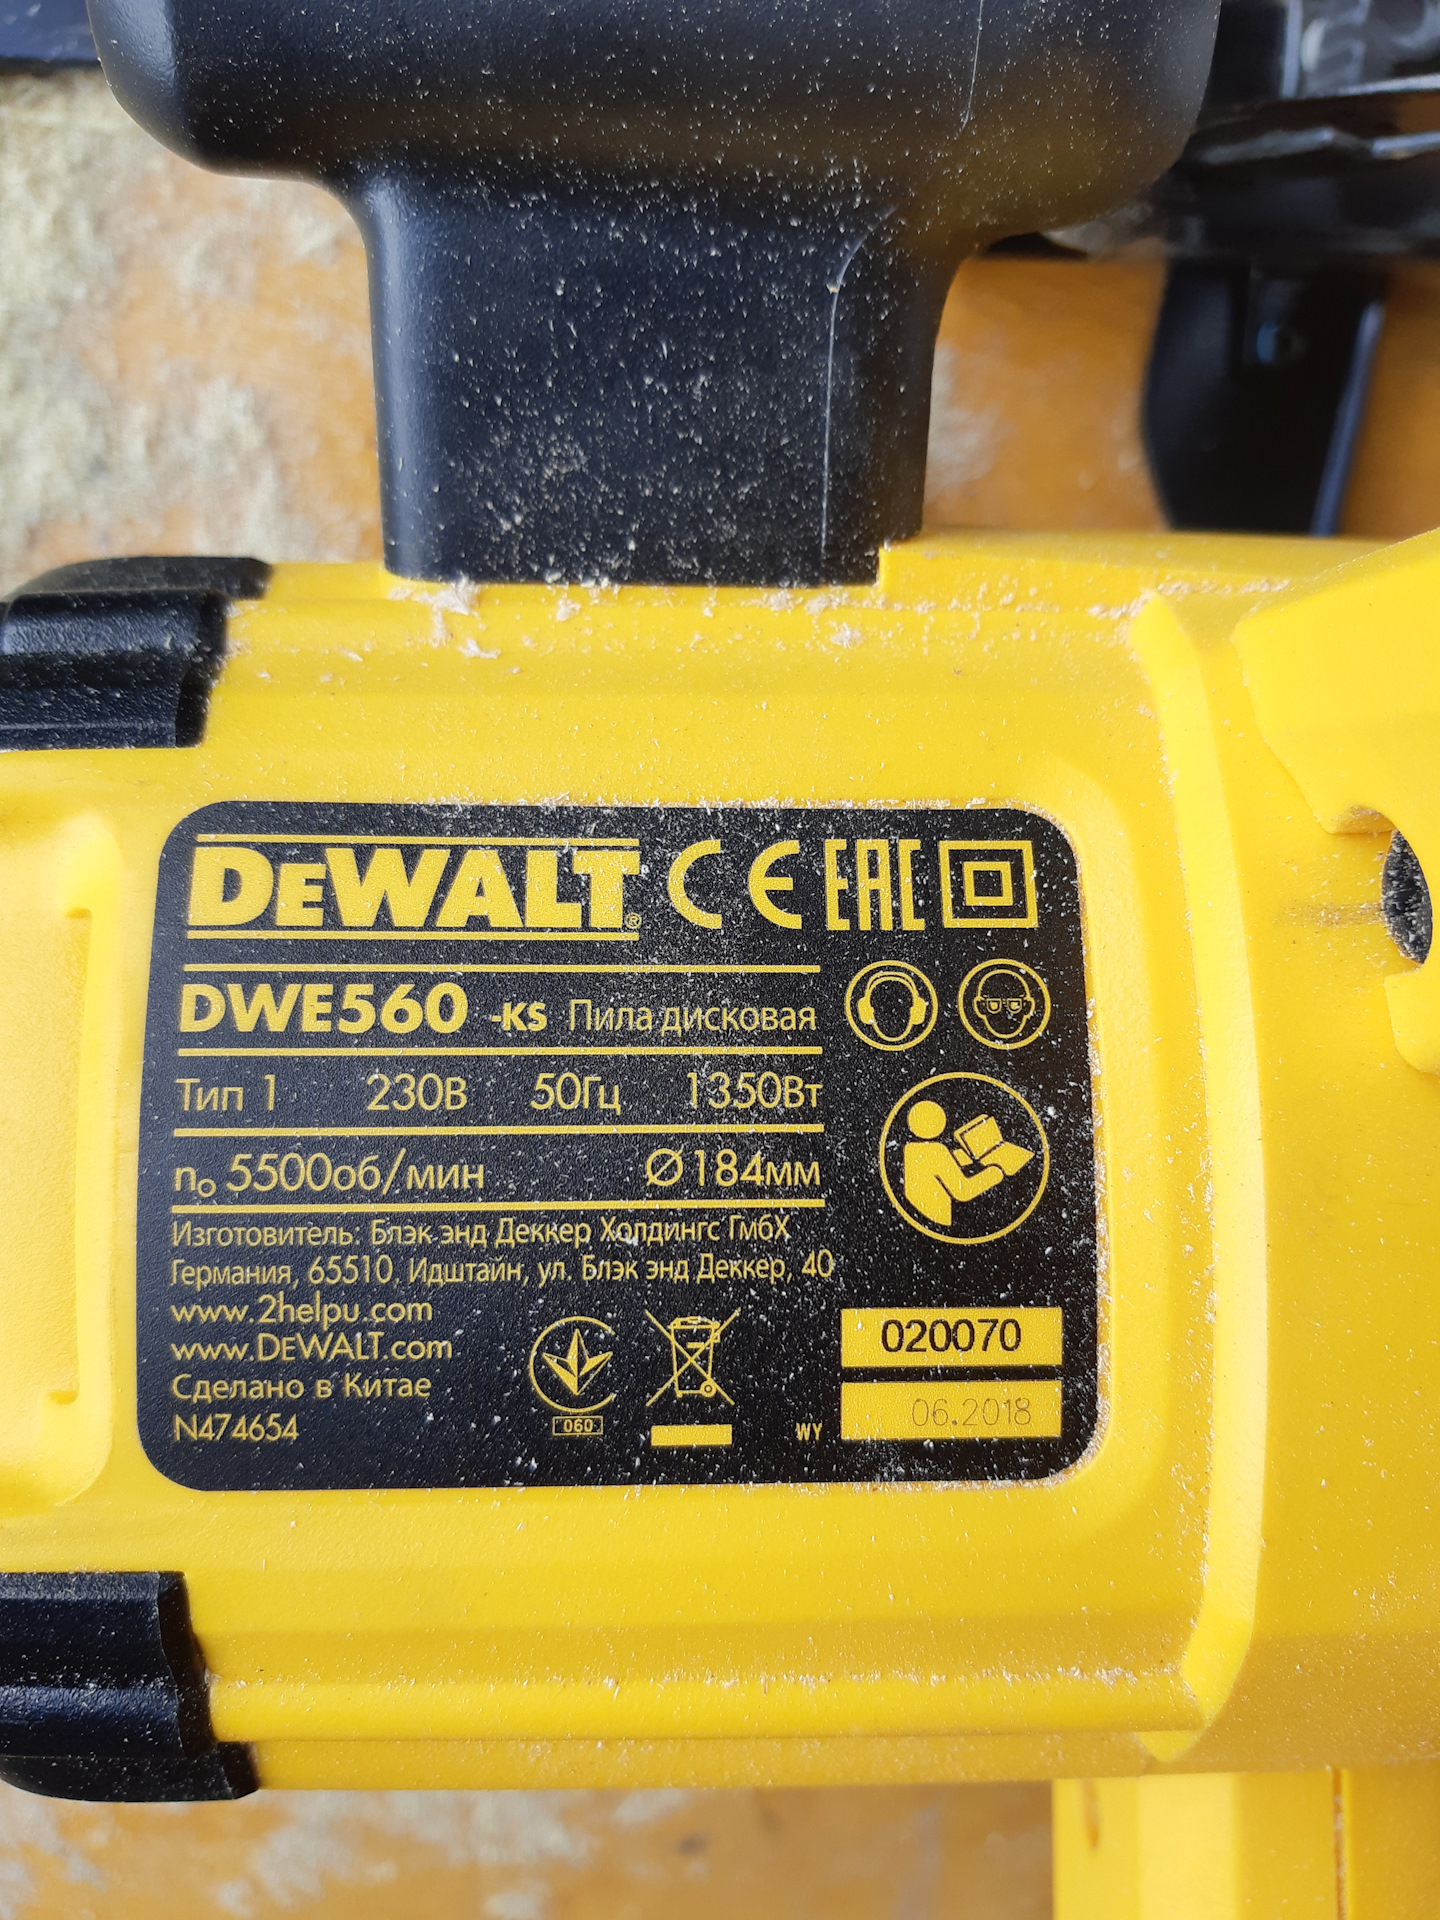 DeWALT® CE EAC
DWE560 -KS Пила дисковая
Тип 1 230В 50Гц 1350Вт
no 5500об/мин Ø184мм
Изготовитель: Блэк энд Деккер Холдингс ГмбХ
Германия, 65510, Идштайн, ул. Блэк энд Деккер, 40
www.2helpu.com
www.DEWALT.com
Сделано в Китае
N474654
060
WY
020070
06.2018